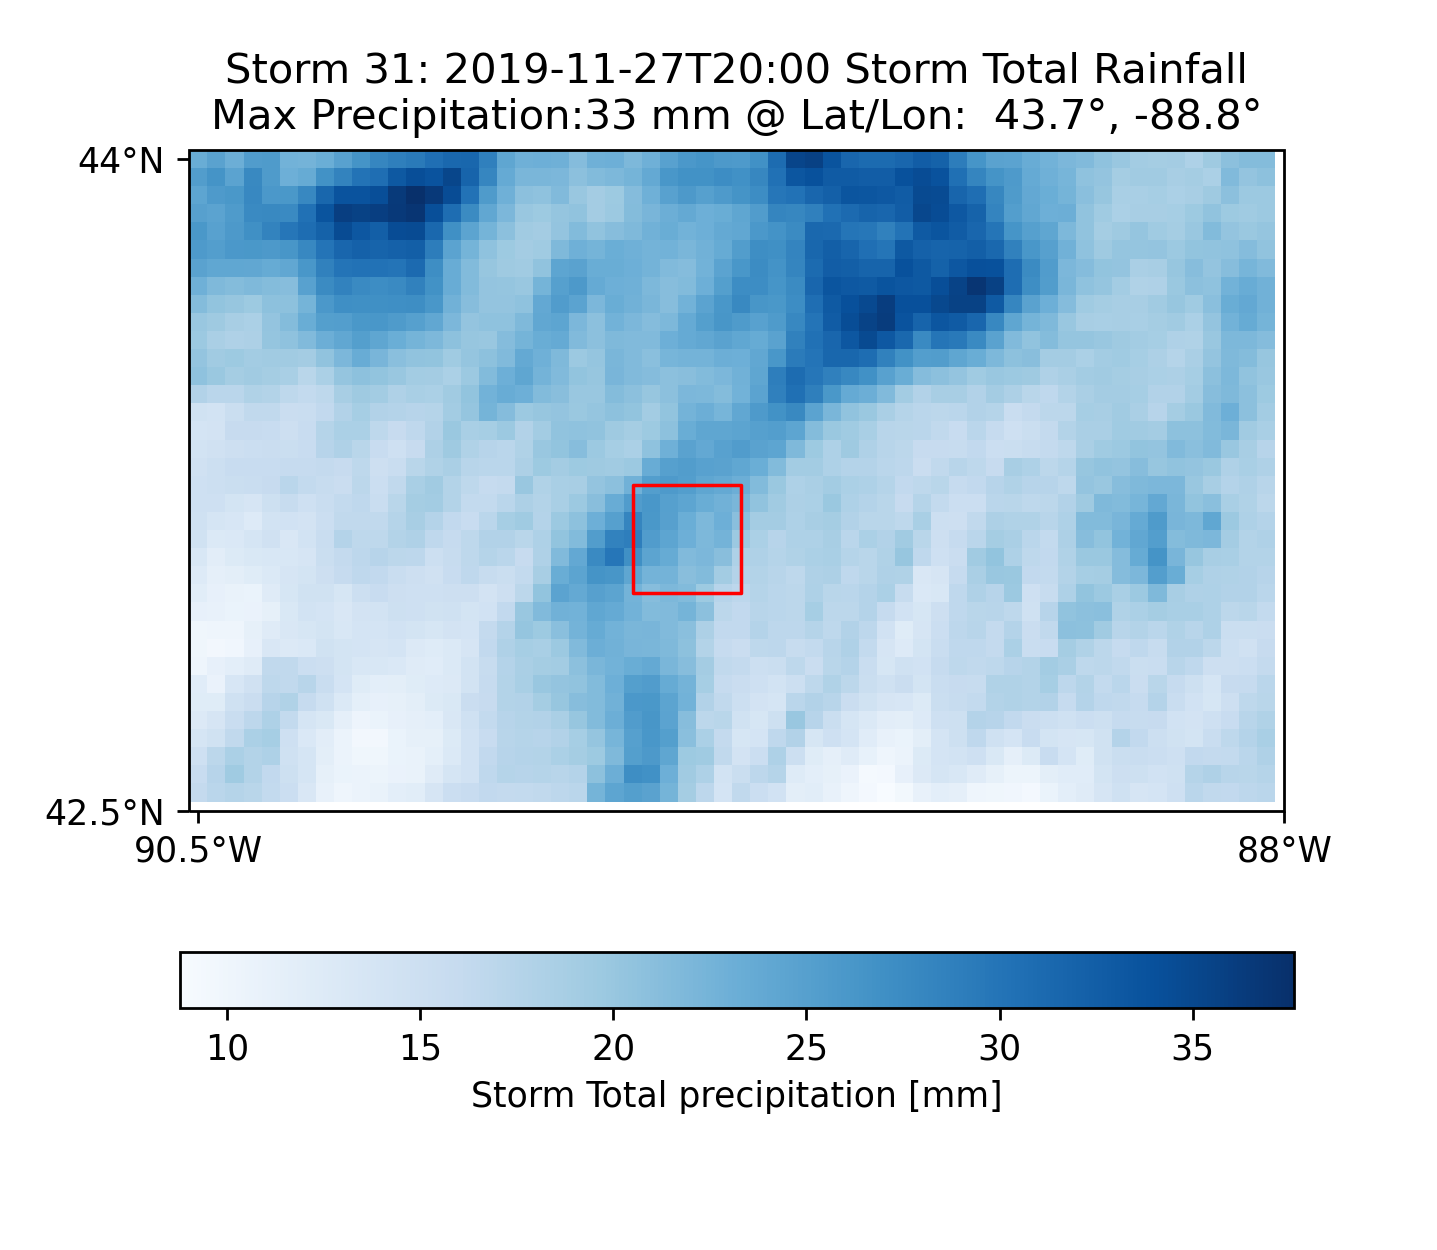 Storm 31: 2019-11-27T20:00 Storm Total Rainfall
Max Precipitation:33 mm @ Lat/Lon:  43.7°, -88.8°
44°N
42.5°N
90.5°W 88°W
10 15 20 25 30 35
Storm Total precipitation [mm]